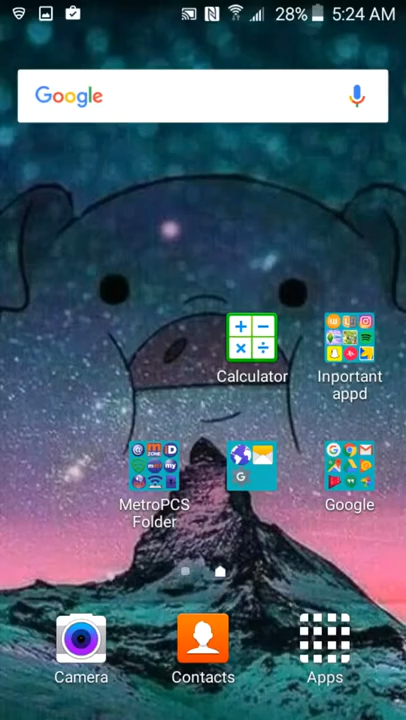 28% 5:24 AM
Google
Calculator
Inportant
appd
MetroPCS
Folder
Google
Camera
Contacts
Apps